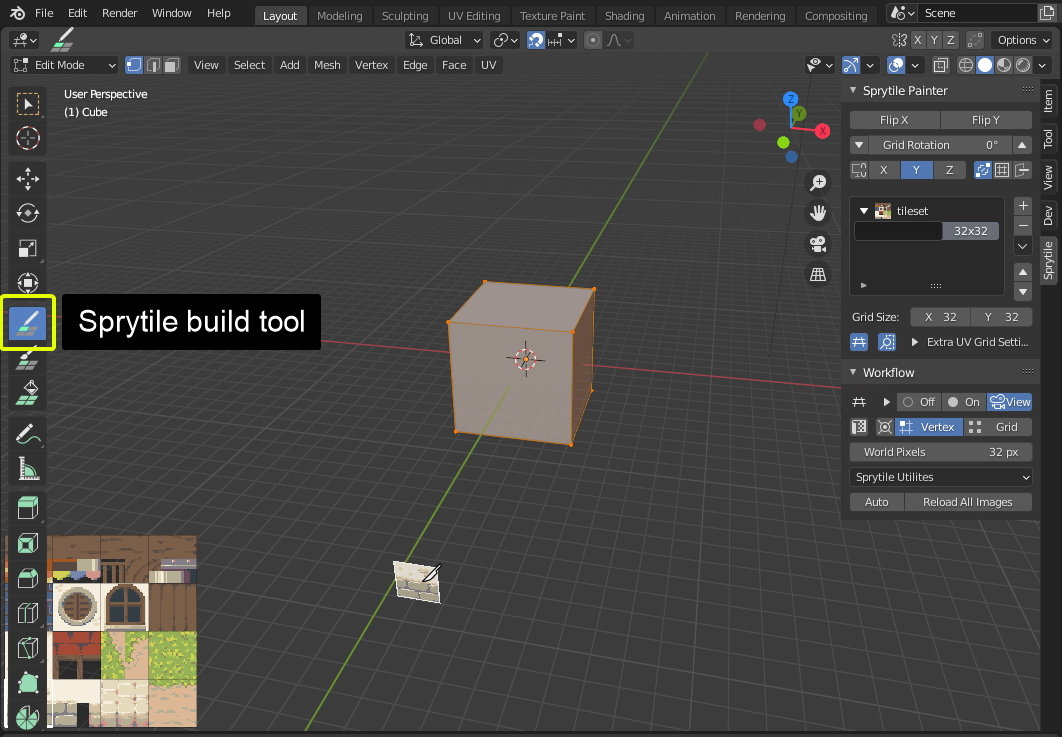 File Edit Render Window Help Layout Modeling Sculpting UV Editing Texture Paint Shading Animation Rendering Compositing Scene
Global X Y Z Options
Edit Mode View Select Add Mesh Vertex Edge Face UV
User Perspective
(1) Cube
Z
Y
X
Sprytile build tool
Sprytile Painter
Flip X Flip Y
Grid Rotation 0°
X Y Z
tileset
32x32
Grid Size: X 32 Y 32
Extra UV Grid Setti...
Workflow
Off On View
Vertex Grid
World Pixels 32 px
Sprytile Utilites
Auto Reload All Images
Item
Tool
View
Dev
Sprytile